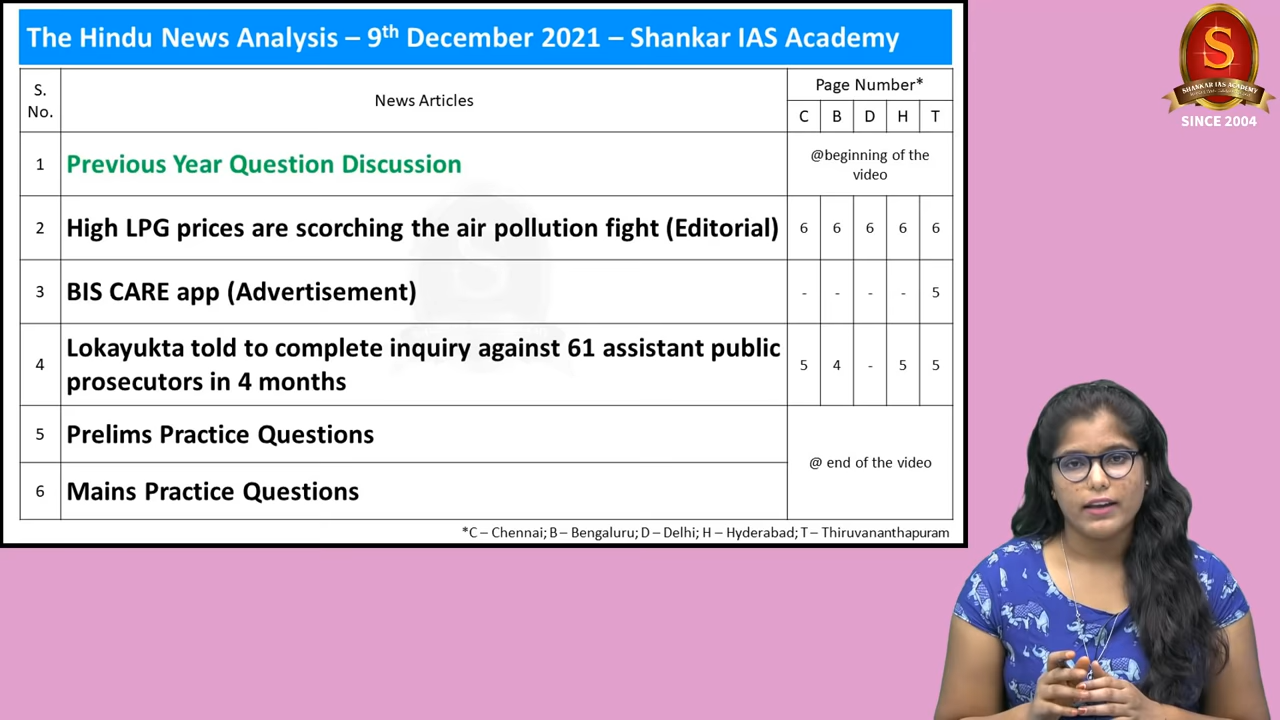 The Hindu News Analysis – 9th December 2021 – Shankar IAS Academy
S. No.
News Articles
Page Number*
C B D H T
1 Previous Year Question Discussion @beginning of the video
2 High LPG prices are scorching the air pollution fight (Editorial) 6 6 6 6 6
3 BIS CARE app (Advertisement) - - - - 5
4 Lokayukta told to complete inquiry against 61 assistant public
prosecutors in 4 months 5 4 - 5 5
5 Prelims Practice Questions
@ end of the video
6 Mains Practice Questions
*C – Chennai; B – Bengaluru; D – Delhi; H – Hyderabad; T – Thiruvananthapuram
S
SHANKAR IAS ACADEMY
SINCE 2004